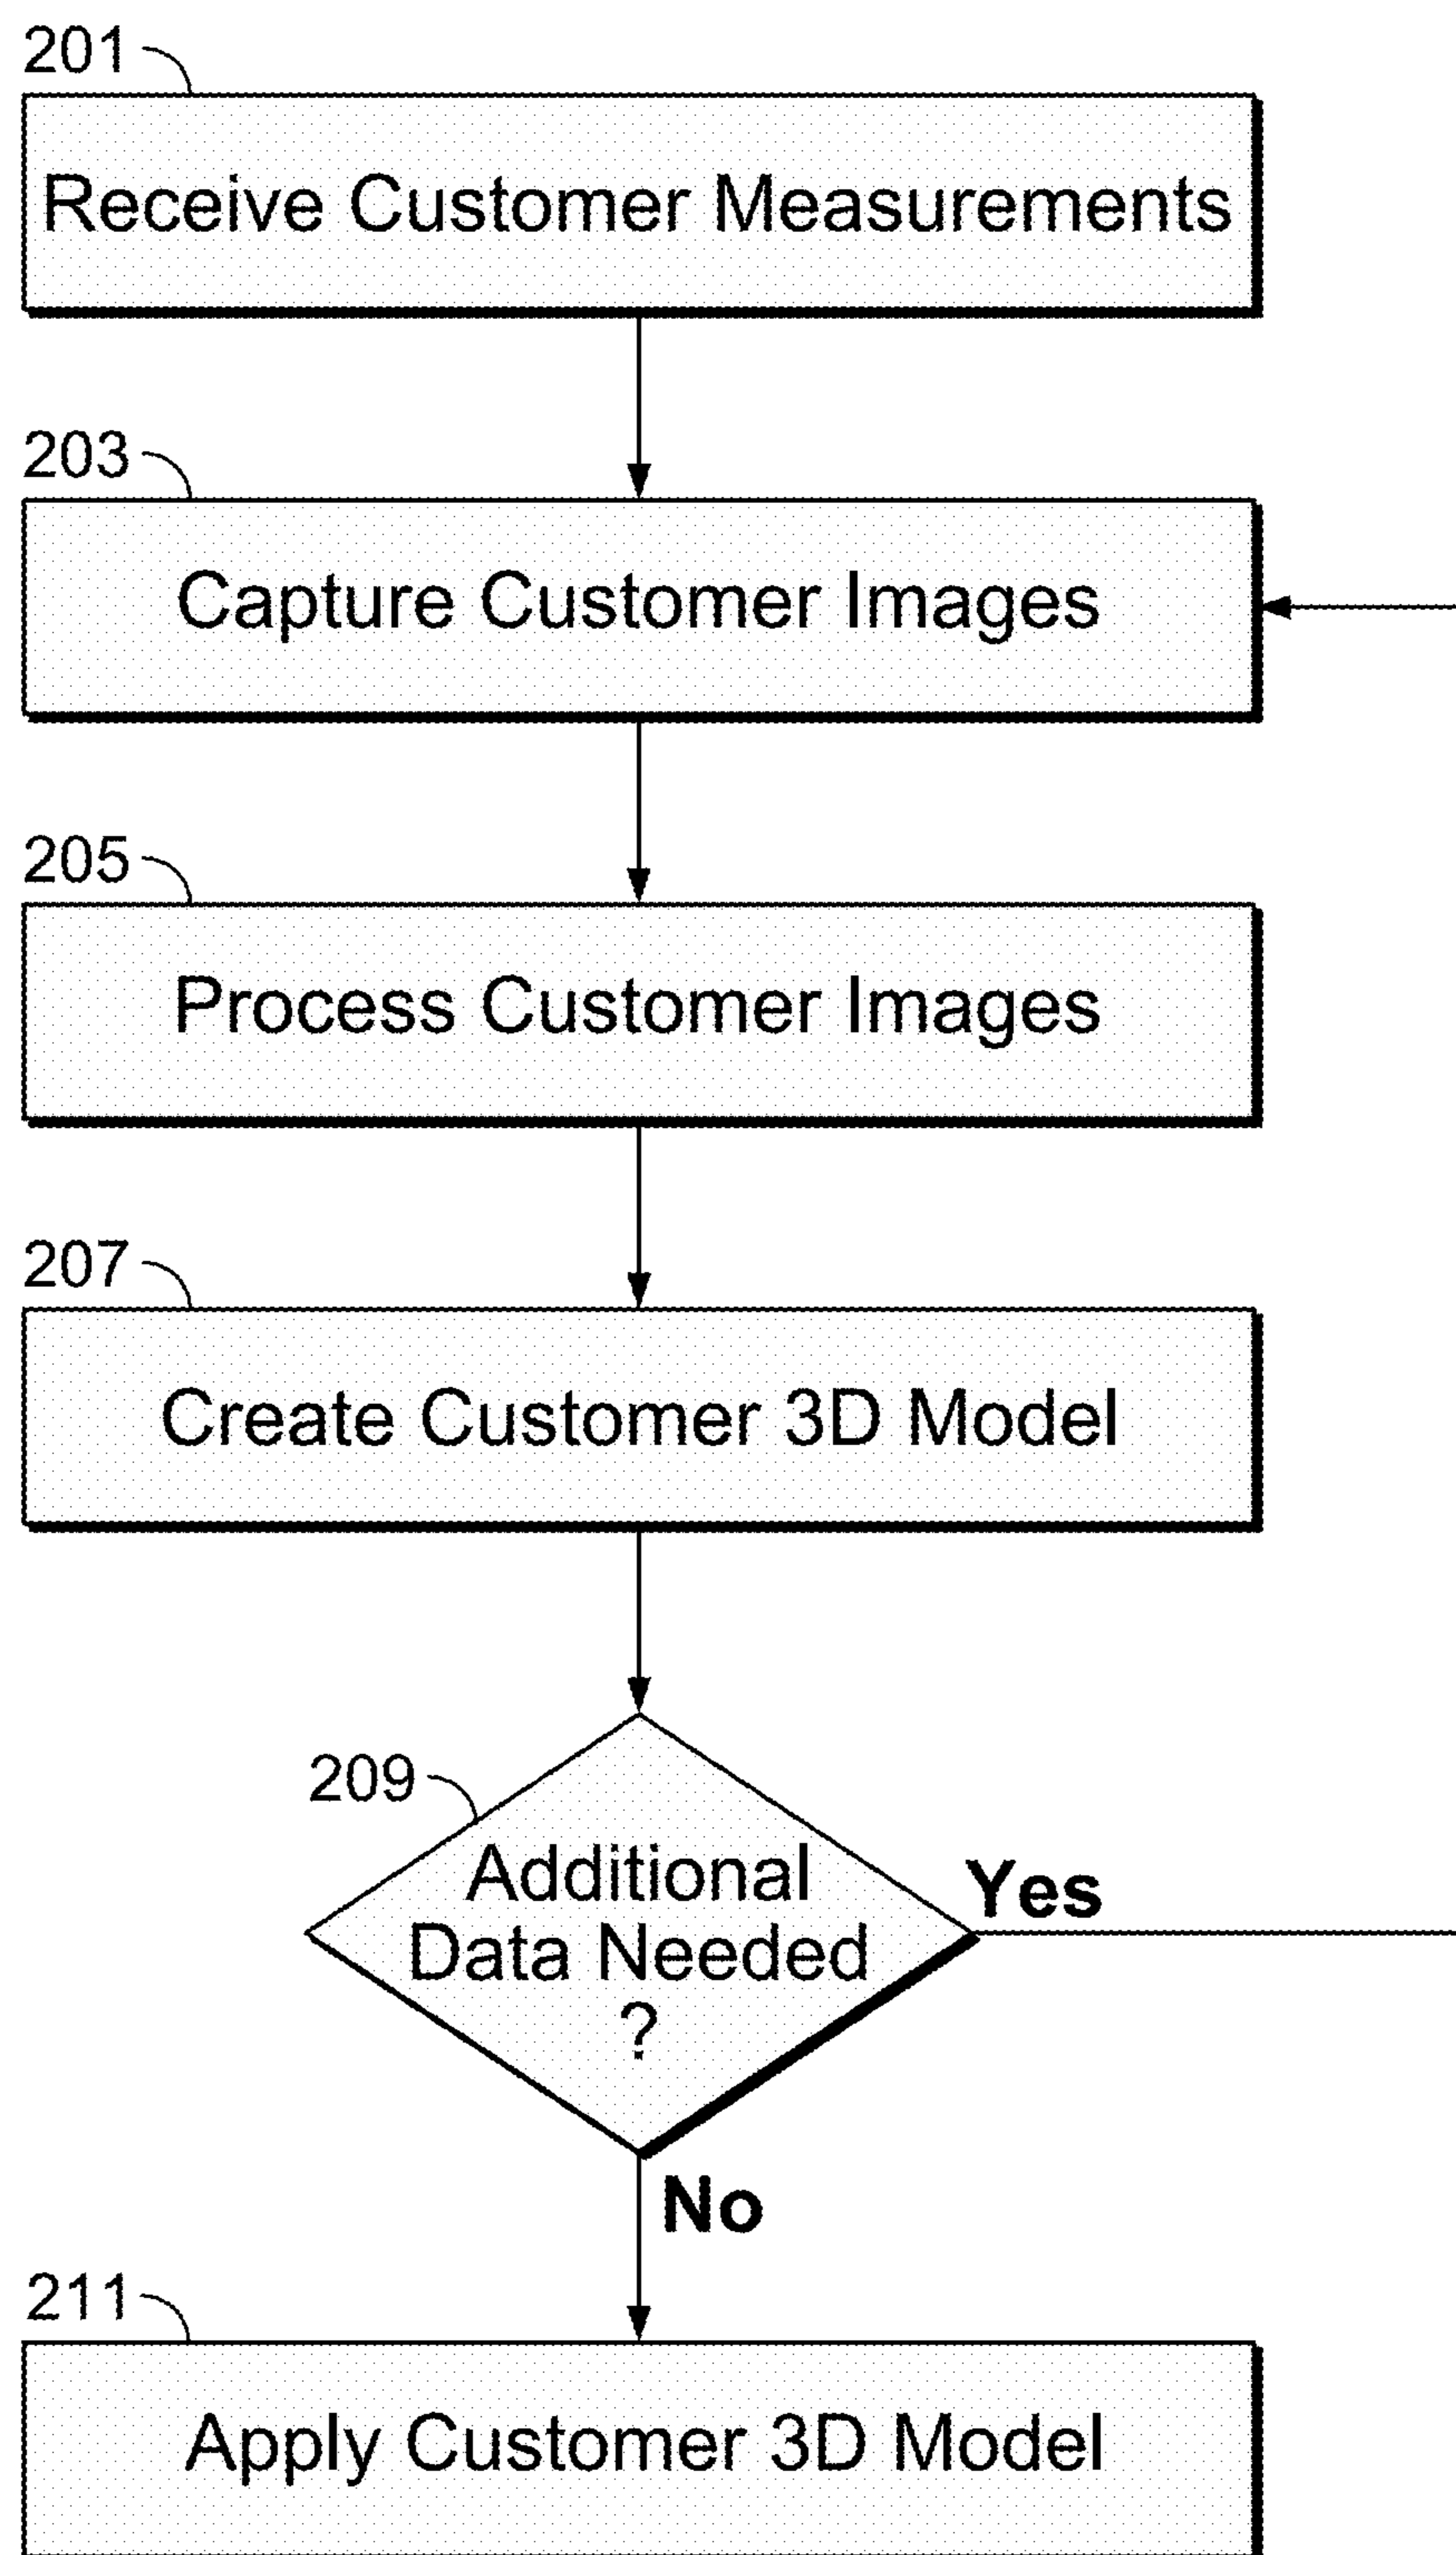 201
Receive Customer Measurements
203
Capture Customer Images
205
Process Customer Images
207
Create Customer 3D Model
209
Additional
Data Needed
?
Yes
No
211
Apply Customer 3D Model